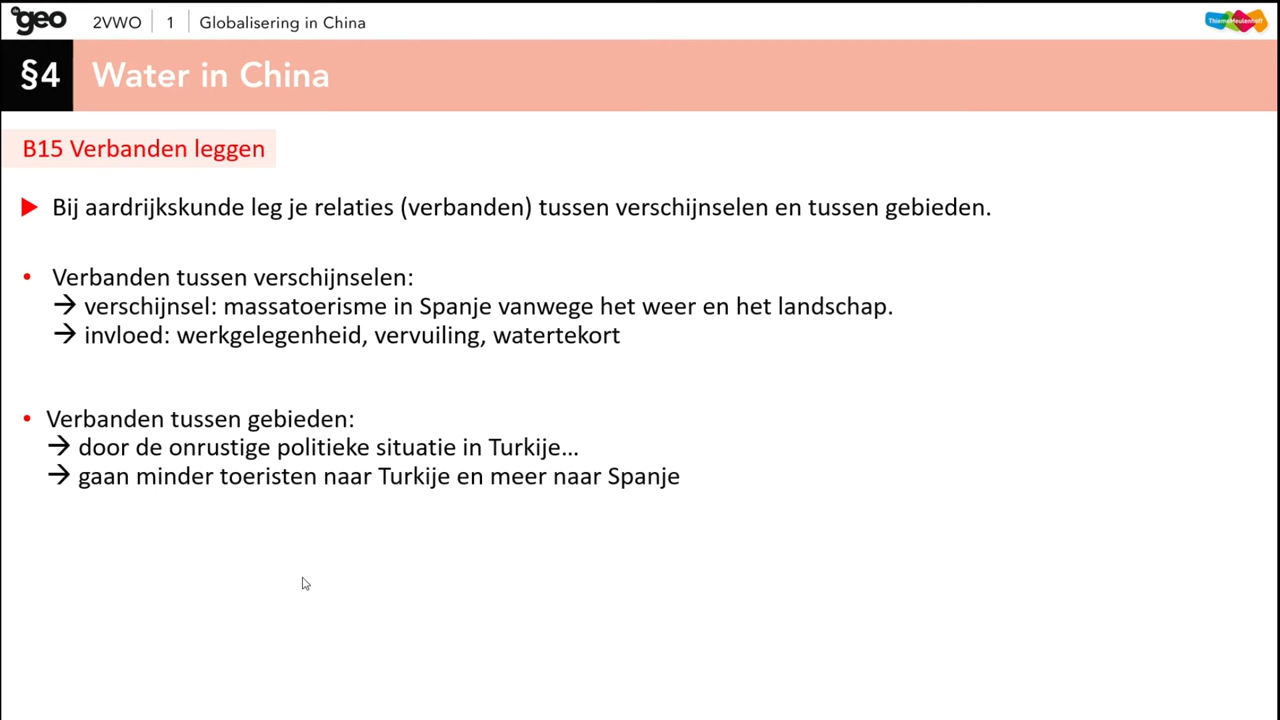 de geo 2VWO 1 Globalisering in China ThiemeMeulenhoff
§4 Water in China
B15 Verbanden leggen
Bij aardrijkskunde leg je relaties (verbanden) tussen verschijnselen en tussen gebieden.
• Verbanden tussen verschijnselen:
→ verschijnsel: massatoerisme in Spanje vanwege het weer en het landschap.
→ invloed: werkgelegenheid, vervuiling, watertekort
• Verbanden tussen gebieden:
→ door de onrustige politieke situatie in Turkije...
→ gaan minder toeristen naar Turkije en meer naar Spanje